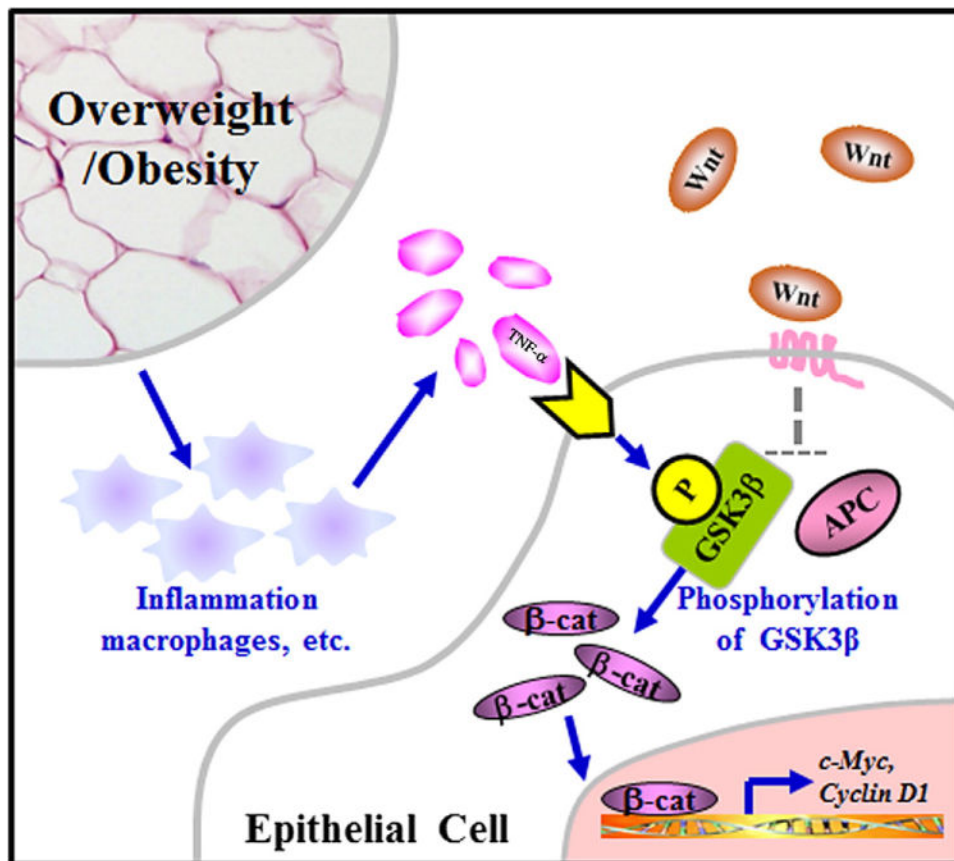 Overweight
/Obesity
Wnt
Wnt
Wnt
TNF-α
P
GSK3β
APC
Inflammation
macrophages, etc.
Phosphorylation
of GSK3β
β-cat
β-cat
β-cat
c-Myc,
Cyclin D1
β-cat
Epithelial Cell